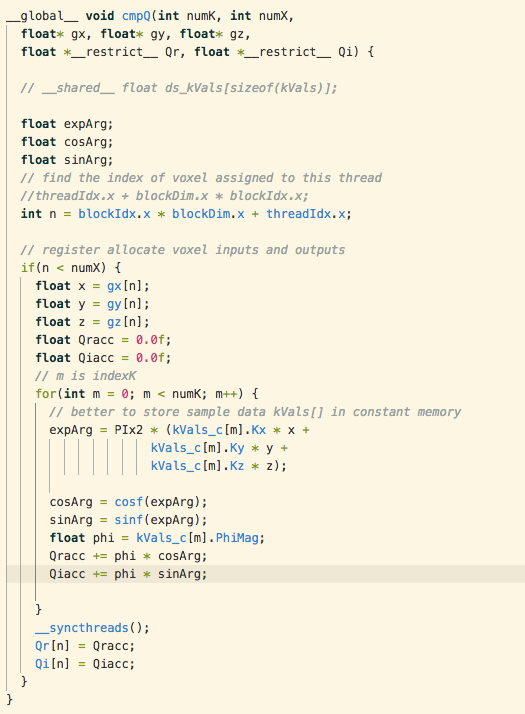 __global__ void cmpQ(int numK, int numX,
float* gx, float* gy, float* gz,
float *__restrict__ Qr, float *__restrict__ Qi) {
// __shared__ float ds_kVals[sizeof(kVals)];
float expArg;
float cosArg;
float sinArg;
// find the index of voxel assigned to this thread
//threadIdx.x + blockDim.x * blockIdx.x;
int n = blockIdx.x * blockDim.x + threadIdx.x;
// register allocate voxel inputs and outputs
if(n < numX) {
float x = gx[n];
float y = gy[n];
float z = gz[n];
float Qracc = 0.0f;
float Qiacc = 0.0f;
// m is indexK
for(int m = 0; m < numK; m++) {
// better to store sample data kVals[] in constant memory
expArg = PIx2 * (kVals_c[m].Kx * x +
kVals_c[m].Ky * y +
kVals_c[m].Kz * z);
cosArg = cosf(expArg);
sinArg = sinf(expArg);
float phi = kVals_c[m].PhiMag;
Qracc += phi * cosArg;
Qiacc += phi * sinArg;
}
__syncthreads();
Qr[n] = Qracc;
Qi[n] = Qiacc;
}
}